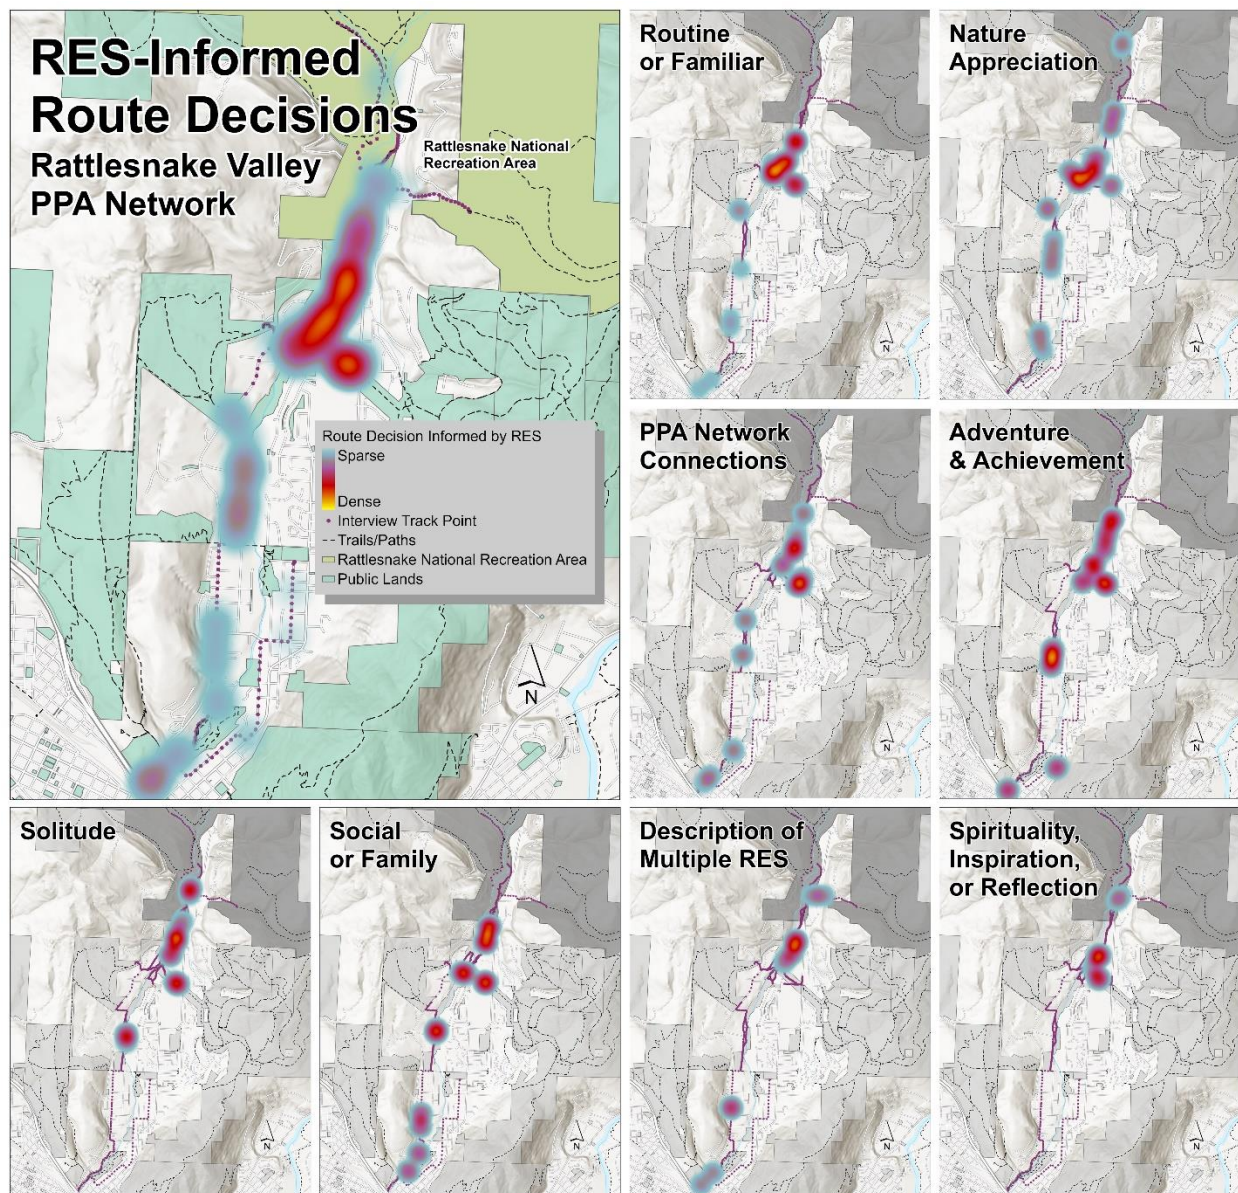 RES-Informed
Route Decisions
Rattlesnake Valley
PPA Network
Rattlesnake National
Recreation Area
Route Decision Informed by RES
Sparse
Dense
Interview Track Point
Trails/Paths
Rattlesnake National Recreation Area
Public Lands
N
Routine
or Familiar
N
Nature
Appreciation
N
PPA Network
Connections
N
Adventure
& Achievement
N
Solitude
N
Social
or Family
N
Description of
Multiple RES
N
Spirituality,
Inspiration,
or Reflection
N